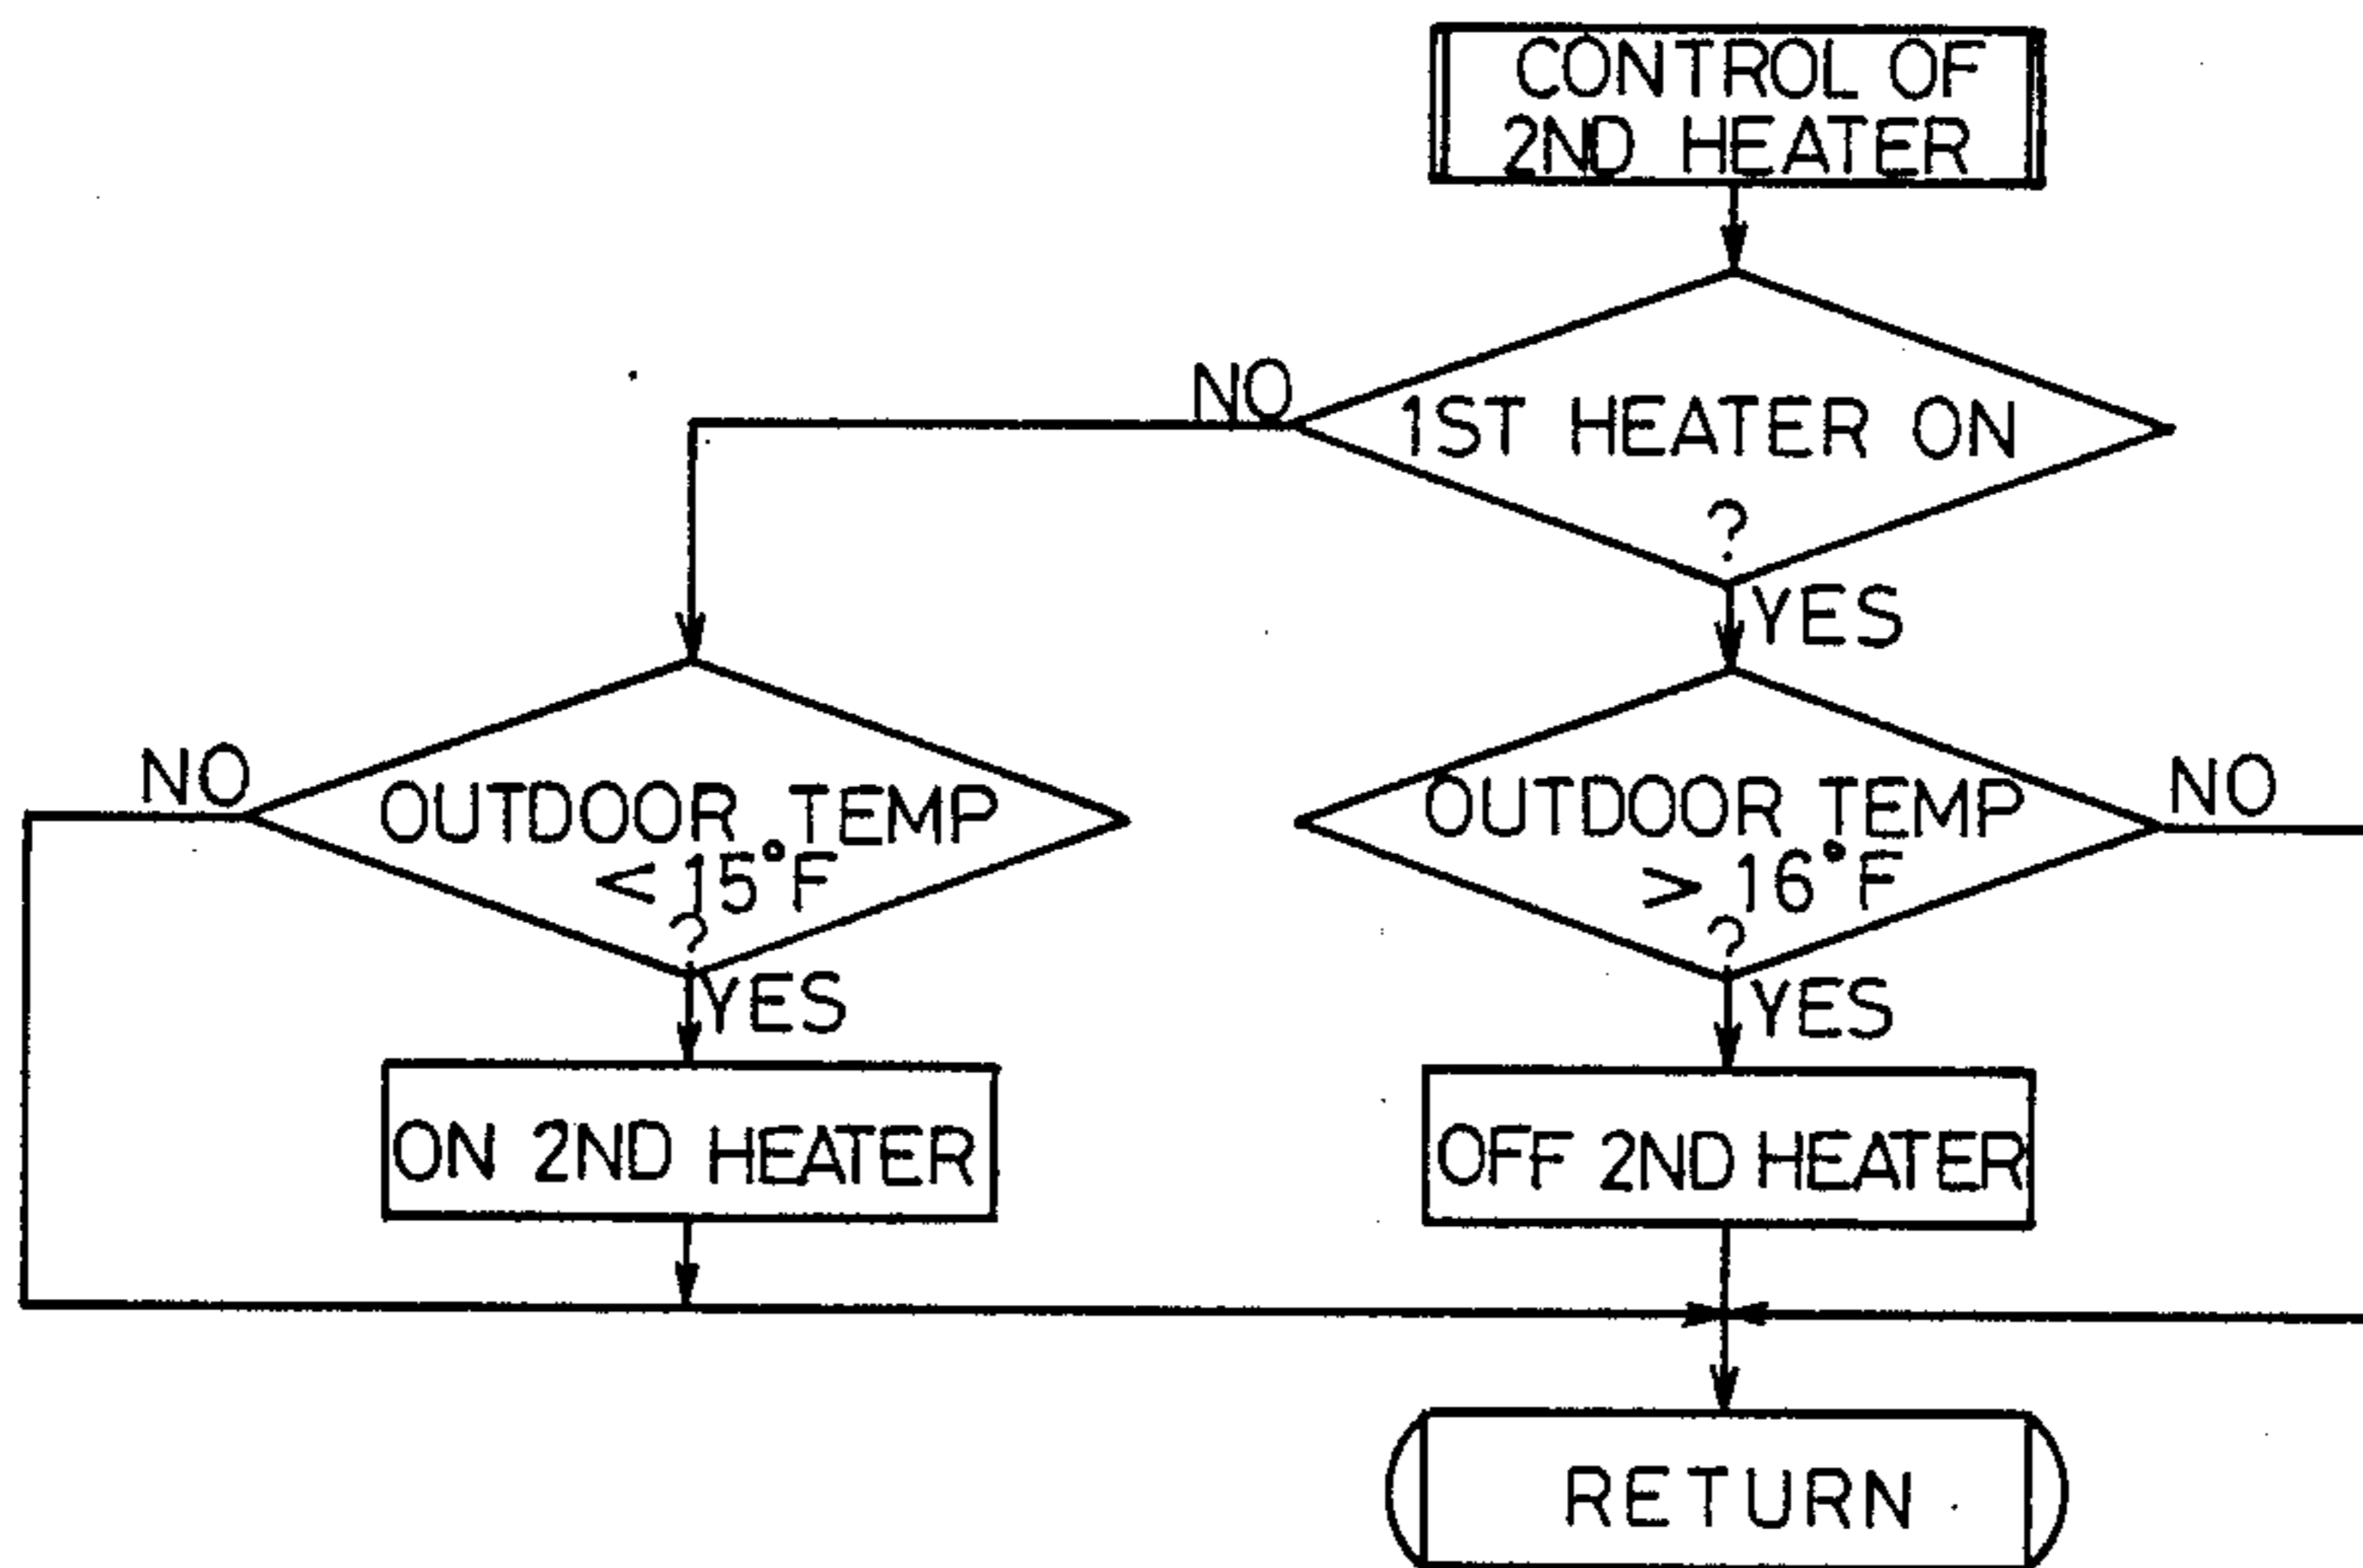 CONTROL OF
2ND HEATER
NO
1ST HEATER ON
?
YES
NO
OUTDOOR TEMP
< 15°F
?
YES
OUTDOOR TEMP
> 16°F
?
NO
YES
ON 2ND HEATER
OFF 2ND HEATER
RETURN